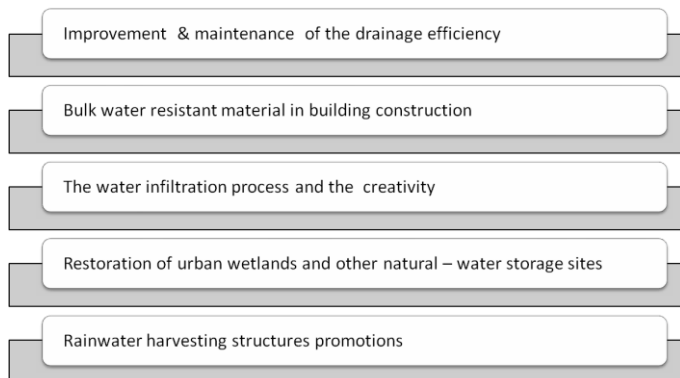 Improvement & maintenance of the drainage efficiency
Bulk water resistant material in building construction
The water infiltration process and the creativity
Restoration of urban wetlands and other natural – water storage sites
Rainwater harvesting structures promotions